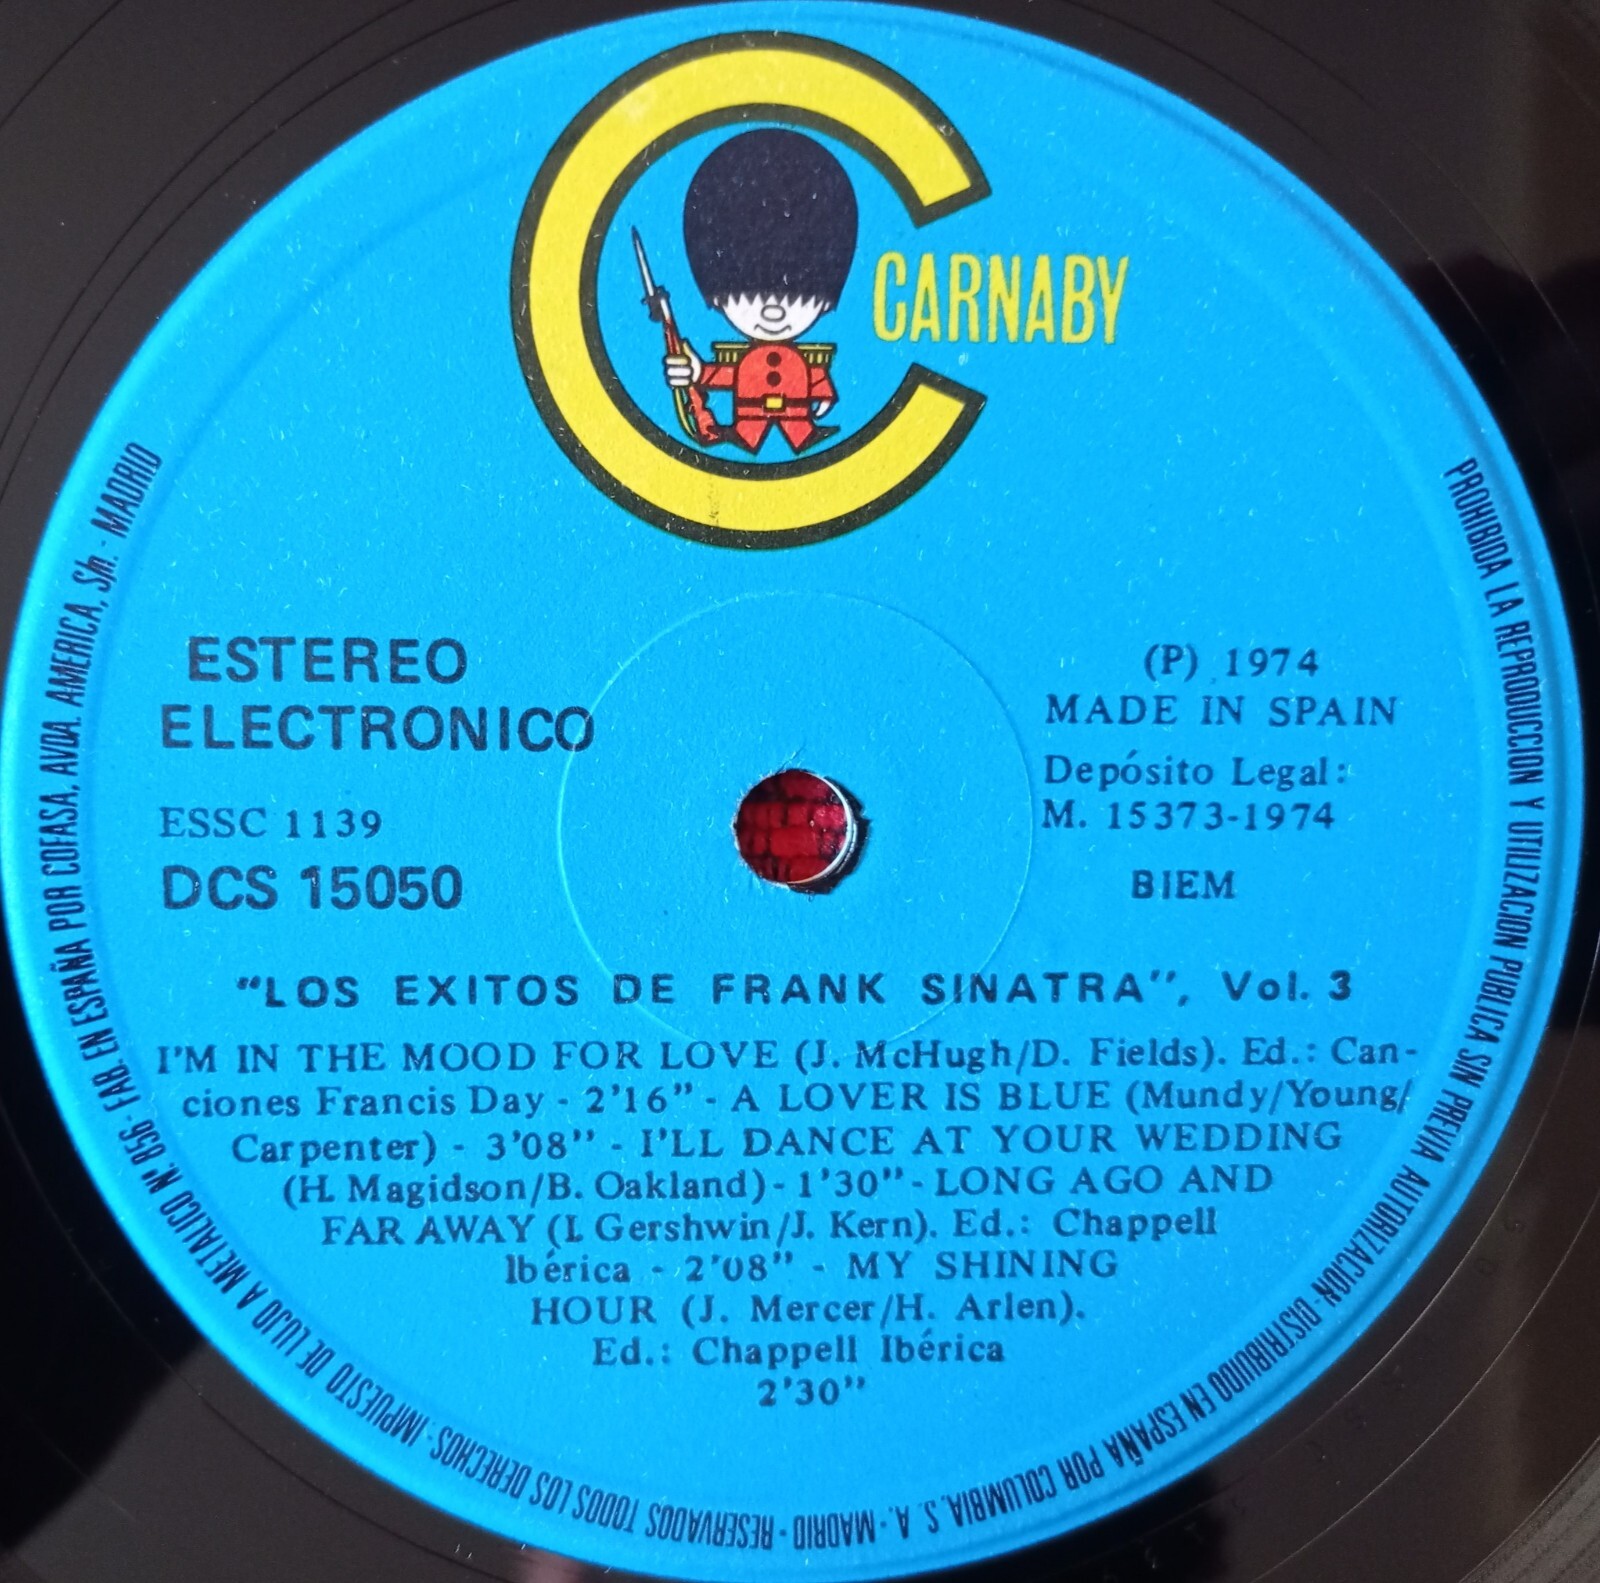 CARNABY
ESTEREO
ELECTRONICO
ESSC 1139
DCS 15050
(P) 1974
MADE IN SPAIN
Depósito Legal:
M. 15373-1974
BIEM
"LOS EXITOS DE FRANK SINATRA", Vol. 3
I'M IN THE MOOD FOR LOVE (J. McHugh/D. Fields). Ed.: Can-
ciones Francis Day - 2'16" - A LOVER IS BLUE (Mundy/Young/
Carpenter) - 3'08" - I'LL DANCE AT YOUR WEDDING
(H. Magidson/B. Oakland) - 1'30" - LONG AGO AND
FAR AWAY (I. Gershwin/J. Kern). Ed.: Chappell
Ibérica - 2'08" - MY SHINING
HOUR (J. Mercer/H. Arlen).
Ed.: Chappell Ibérica
2'30"
PROHIBIDA LA REPRODUCCION Y UTILIZACION PUBLICA SIN PREVIA AUTORIZACION - DISTRIBUIDO EN ESPAÑA POR COLUMBIA, S. A. - MADRID - RESERVADOS TODOS LOS DERECHOS - IMPUESTO DE LUJO A METALICO Nº. 856 - FAB. EN ESPAÑA POR COFASA, AVDA. AMERICA, S/n. - MADRID